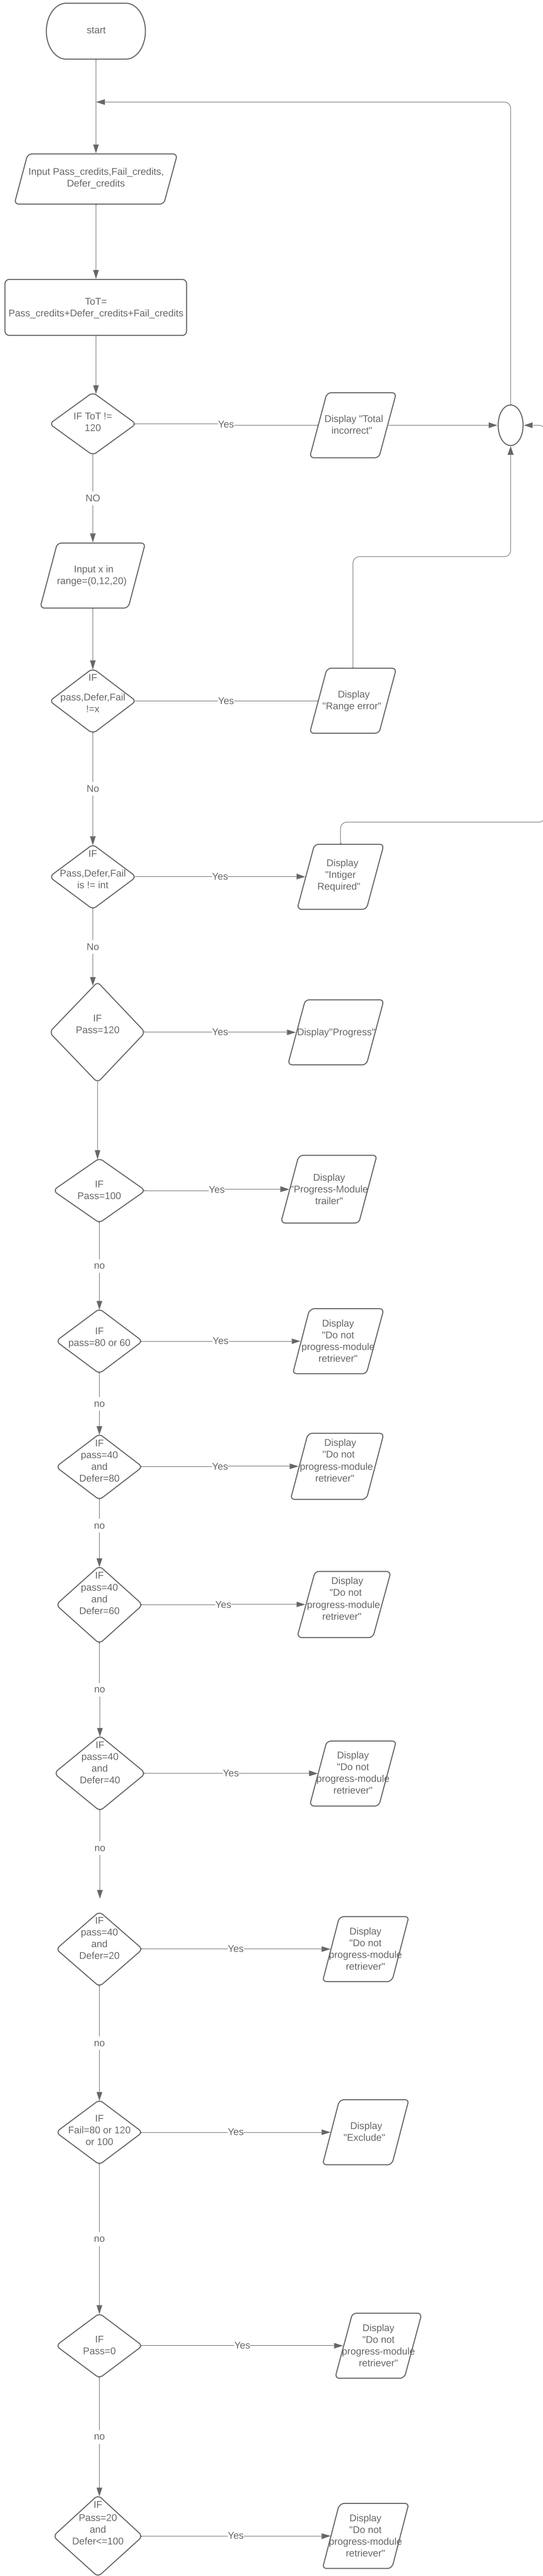 start
Input Pass_credits,Fail_credits,
Defer_credits
ToT=
Pass_credits+Defer_credits+Fail_credits
IF ToT !=
120
Yes
Display "Total
incorrect"
NO
Input x in
range=(0,12,20)
IF
pass,Defer,Fail
!=x
Yes
Display
"Range error"
No
IF
Pass,Defer,Fail
is != int
Yes
Display
"Intiger
Required"
No
IF
Pass=120
Yes
Display"Progress"
IF
Pass=100
Yes
Display
"Progress-Module
trailer"
no
IF
pass=80 or 60
Yes
Display
"Do not
progress-module
retriever"
no
IF
pass=40
and
Defer=80
Yes
Display
"Do not
progress-module
retriever"
no
IF
pass=40
and
Defer=60
Yes
Display
"Do not
progress-module
retriever"
no
IF
pass=40
and
Defer=40
Yes
Display
"Do not
progress-module
retriever"
no
IF
pass=40
and
Defer=20
Yes
Display
"Do not
progress-module
retriever"
no
IF
Fail=80 or 120
or 100
Yes
Display
"Exclude"
no
IF
Pass=0
Yes
Display
"Do not
progress-module
retriever"
no
IF
Pass=20
and
Defer<=100
Yes
Display
"Do not
progress-module
retriever"